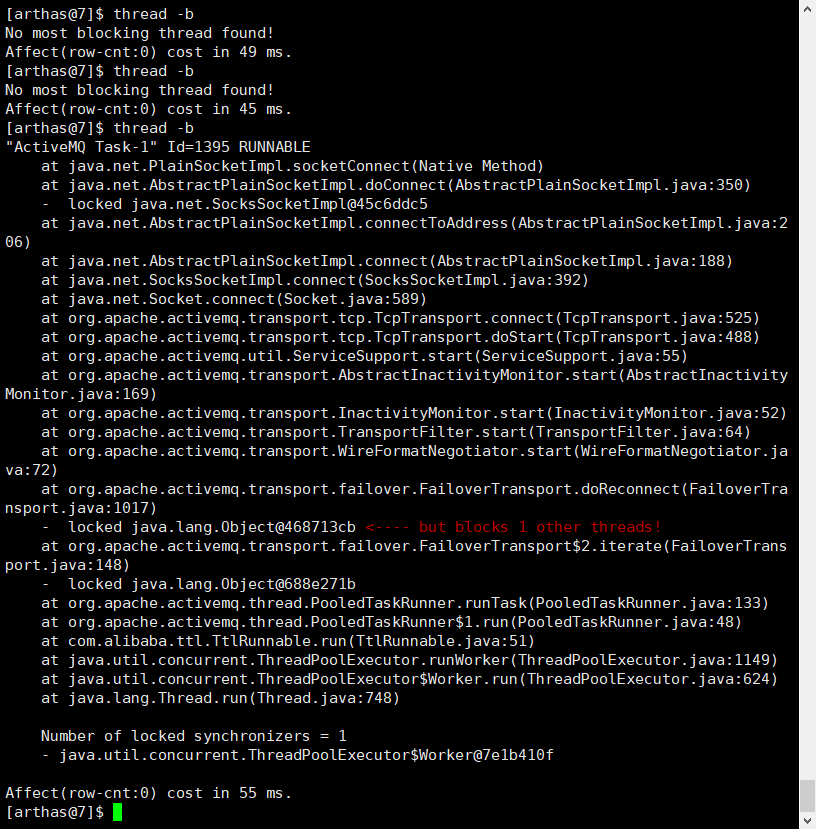 [arthas@7]$ thread -b
No most blocking thread found!
Affect(row-cnt:0) cost in 49 ms.
[arthas@7]$ thread -b
No most blocking thread found!
Affect(row-cnt:0) cost in 45 ms.
[arthas@7]$ thread -b
"ActiveMQ Task-1" Id=1395 RUNNABLE
    at java.net.PlainSocketImpl.socketConnect(Native Method)
    at java.net.AbstractPlainSocketImpl.doConnect(AbstractPlainSocketImpl.java:350)
    -  locked java.net.SocksSocketImpl@45c6ddc5
    at java.net.AbstractPlainSocketImpl.connectToAddress(AbstractPlainSocketImpl.java:2
06)
    at java.net.AbstractPlainSocketImpl.connect(AbstractPlainSocketImpl.java:188)
    at java.net.SocksSocketImpl.connect(SocksSocketImpl.java:392)
    at java.net.Socket.connect(Socket.java:589)
    at org.apache.activemq.transport.tcp.TcpTransport.connect(TcpTransport.java:525)
    at org.apache.activemq.transport.tcp.TcpTransport.doStart(TcpTransport.java:488)
    at org.apache.activemq.util.ServiceSupport.start(ServiceSupport.java:55)
    at org.apache.activemq.transport.AbstractInactivityMonitor.start(AbstractInactivity
Monitor.java:169)
    at org.apache.activemq.transport.InactivityMonitor.start(InactivityMonitor.java:52)
    at org.apache.activemq.transport.TransportFilter.start(TransportFilter.java:64)
    at org.apache.activemq.transport.WireFormatNegotiator.start(WireFormatNegotiator.ja
va:72)
    at org.apache.activemq.transport.failover.FailoverTransport.doReconnect(FailoverTra
nsport.java:1017)
    -  locked java.lang.Object@468713cb <---- but blocks 1 other threads!
    at org.apache.activemq.transport.failover.FailoverTransport$2.iterate(FailoverTrans
port.java:148)
    -  locked java.lang.Object@688e271b
    at org.apache.activemq.thread.PooledTaskRunner.runTask(PooledTaskRunner.java:133)
    at org.apache.activemq.thread.PooledTaskRunner$1.run(PooledTaskRunner.java:48)
    at com.alibaba.ttl.TtlRunnable.run(TtlRunnable.java:51)
    at java.util.concurrent.ThreadPoolExecutor.runWorker(ThreadPoolExecutor.java:1149)
    at java.util.concurrent.ThreadPoolExecutor$Worker.run(ThreadPoolExecutor.java:624)
    at java.lang.Thread.run(Thread.java:748)

    Number of locked synchronizers = 1
    - java.util.concurrent.ThreadPoolExecutor$Worker@7e1b410f

Affect(row-cnt:0) cost in 55 ms.
[arthas@7]$